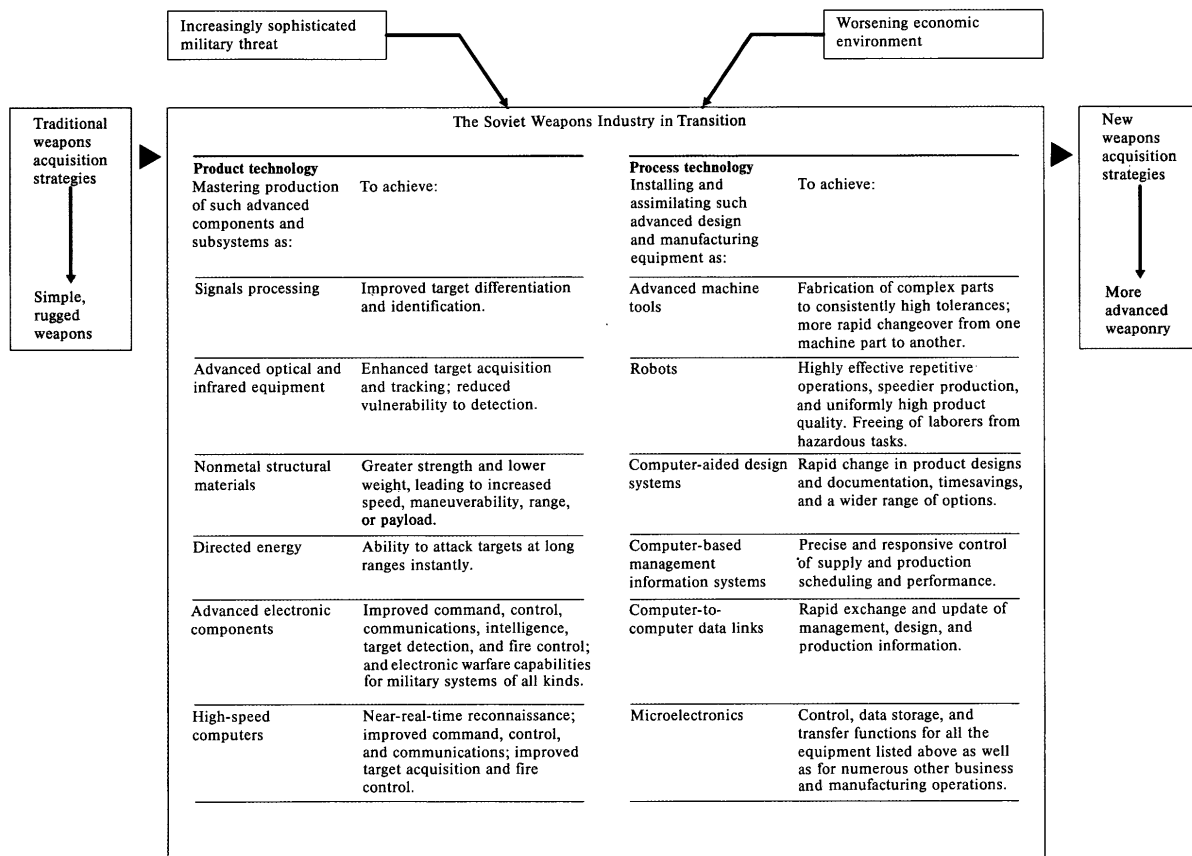 Increasingly sophisticated
military threat
Worsening economic
environment
Traditional
weapons
acquisition
strategies
Simple,
rugged
weapons
The Soviet Weapons Industry in Transition
Product technology
Mastering production
of such advanced
components and
subsystems as:
To achieve:
Signals processing
Improved target differentiation
and identification.
Advanced optical and
infrared equipment
Enhanced target acquisition
and tracking; reduced
vulnerability to detection.
Nonmetal structural
materials
Greater strength and lower
weight, leading to increased
speed, maneuverability, range,
or payload.
Directed energy
Ability to attack targets at long
ranges instantly.
Advanced electronic
components
Improved command, control,
communications, intelligence,
target detection, and fire control;
and electronic warfare capabilities
for military systems of all kinds.
High-speed
computers
Near-real-time reconnaissance;
improved command, control,
and communications; improved
target acquisition and fire
control.
Process technology
Installing and
assimilating such
advanced design
and manufacturing
equipment as:
To achieve:
Advanced machine
tools
Fabrication of complex parts
to consistently high tolerances;
more rapid changeover from one
machine part to another.
Robots
Highly effective repetitive
operations, speedier production,
and uniformly high product
quality. Freeing of laborers from
hazardous tasks.
Computer-aided design
systems
Rapid change in product designs
and documentation, timesavings,
and a wider range of options.
Computer-based
management
information systems
Precise and responsive control
of supply and production
scheduling and performance.
Computer-to-
computer data links
Rapid exchange and update of
management, design, and
production information.
Microelectronics
Control, data storage, and
transfer functions for all the
equipment listed above as well
as for numerous other business
and manufacturing operations.
New
weapons
acquisition
strategies
More
advanced
weaponry